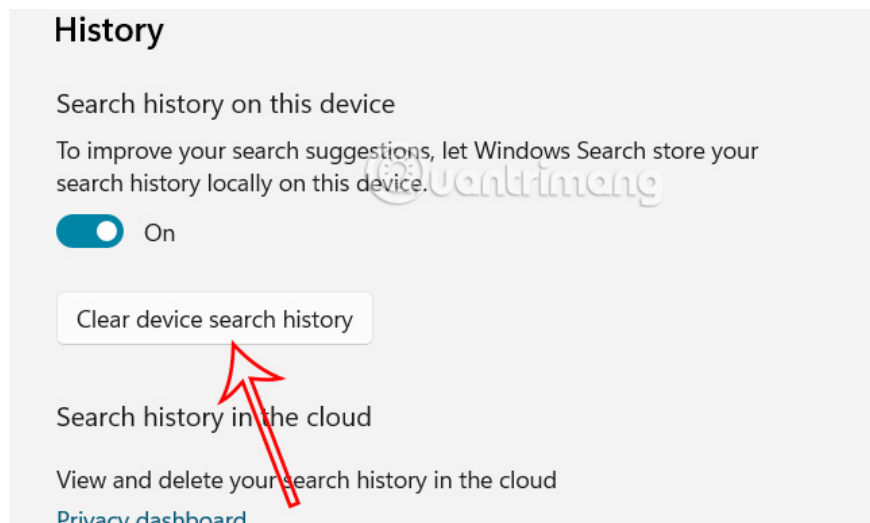 History
Search history on this device
To improve your search suggestions, let Windows Search store your
search history locally on this device.
Quantrimang
On
Clear device search history
Search history in the cloud
View and delete your search history in the cloud
Privacy dashboard